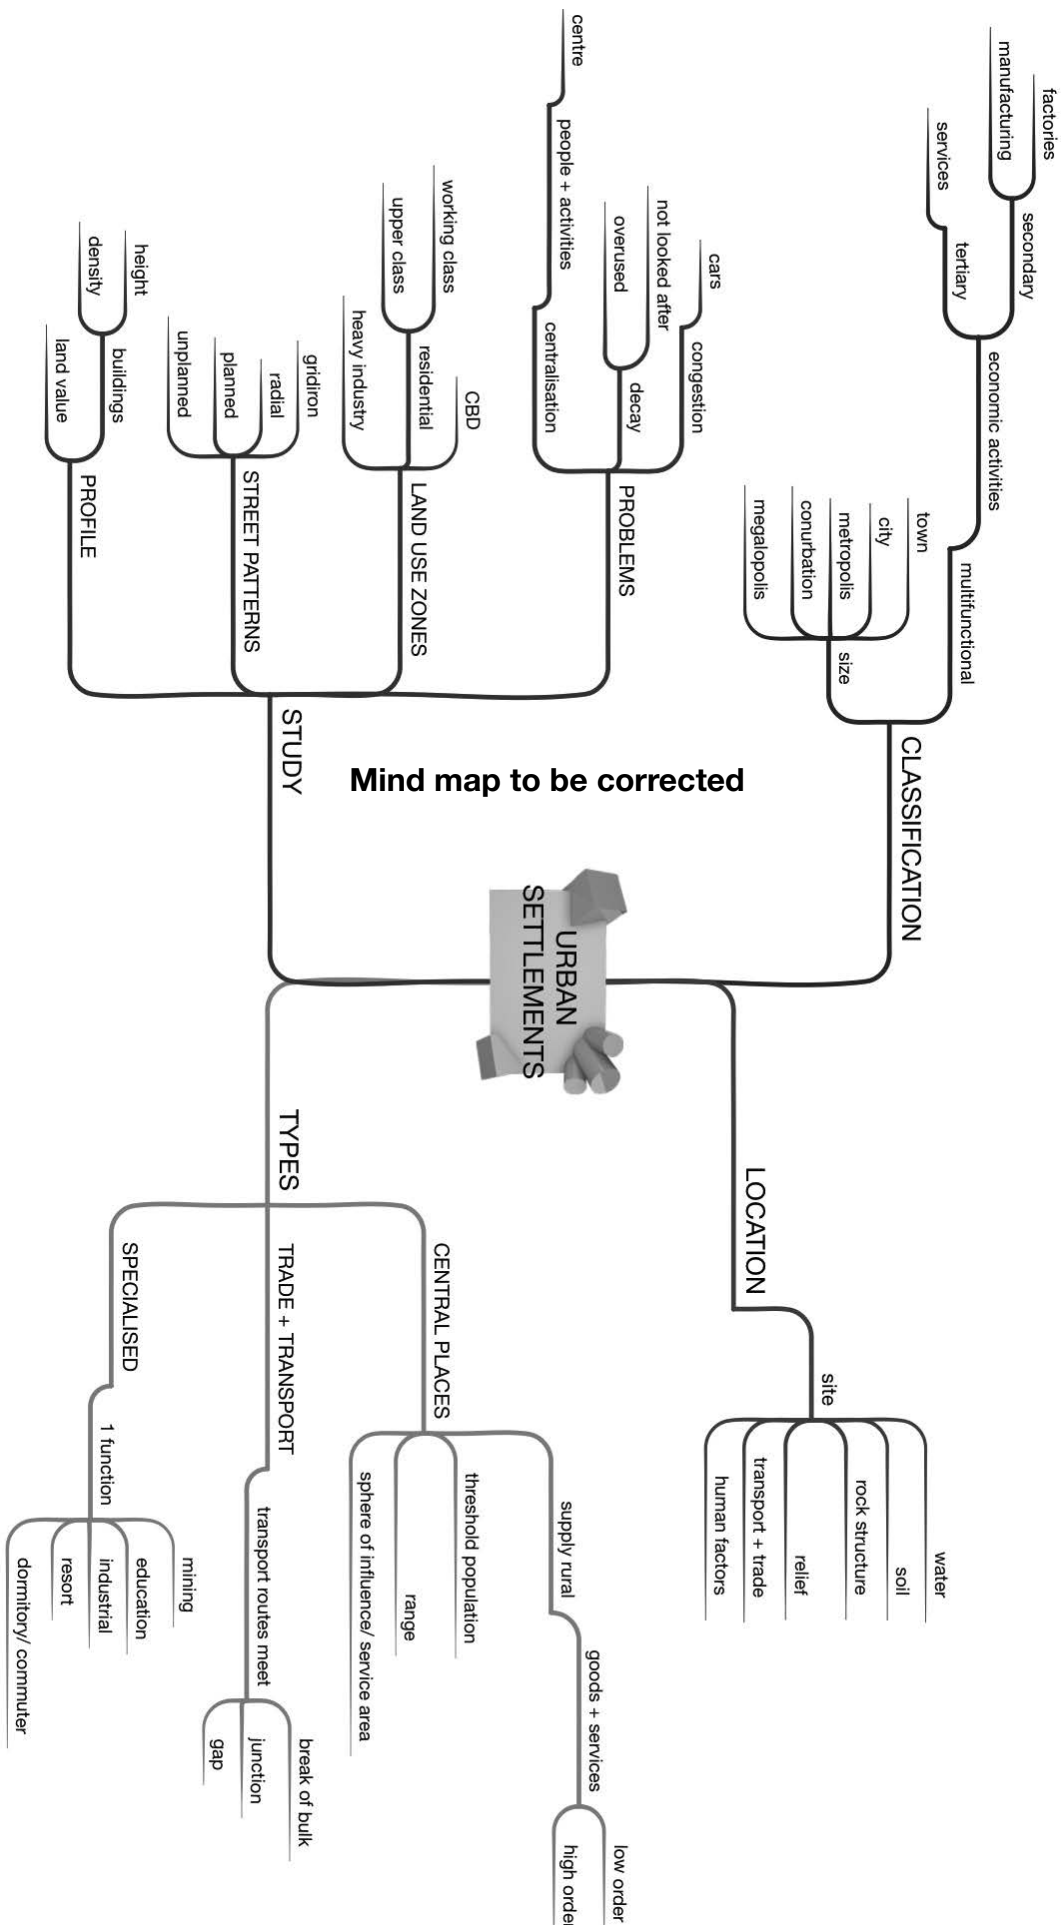 Mind map to be corrected
URBAN
SETTLEMENTS
CLASSIFICATION
multifunctional
economic activities
secondary
factories
manufacturing
tertiary
services
size
town
city
metropolis
conurbation
megalopolis
LOCATION
site
water
soil
rock structure
relief
transport + trade
human factors
STUDY
PROBLEMS
congestion
cars
decay
not looked after
overused
centralisation
people + activities
centre
LAND USE ZONES
CBD
residential
working class
upper class
heavy industry
STREET PATTERNS
gridiron
radial
planned
unplanned
PROFILE
buildings
height
density
land value
TYPES
CENTRAL PLACES
supply rural
goods + services
low order
high order
threshold population
range
sphere of influence/ service area
TRADE + TRANSPORT
transport routes meet
break of bulk
junction
gap
SPECIALISED
1 function
mining
education
industrial
resort
dormitory/ commuter